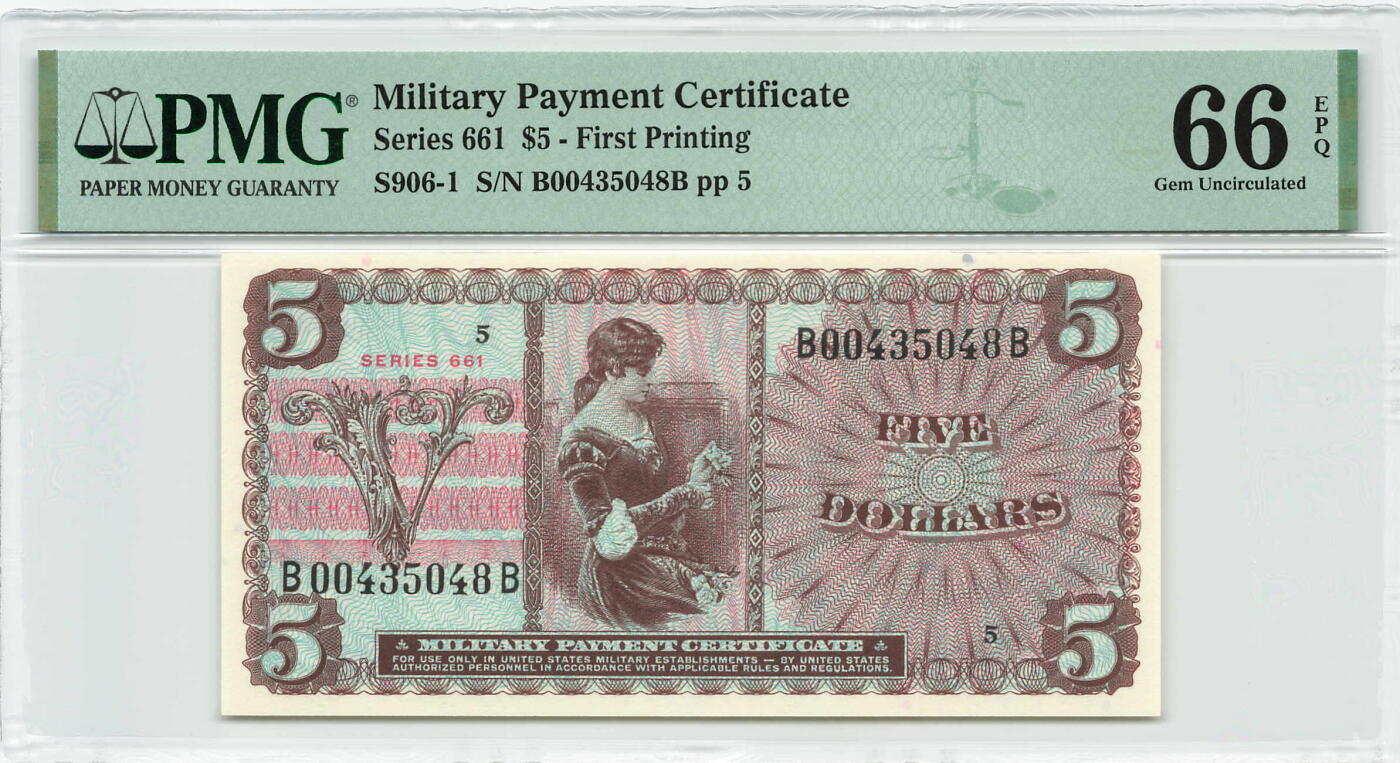 PMG®
PAPER MONEY GUARANTY
Military Payment Certificate
Series 661 $5 - First Printing
S906-1 S/N B00435048B pp 5
66
EPQ
Gem Uncirculated
5
5
5
SERIES 661
B00435048B
V
FIVE
DOLLARS
B00435048B
5
5
5
MILITARY PAYMENT CERTIFICATE
FOR USE ONLY IN UNITED STATES MILITARY ESTABLISHMENTS — BY UNITED STATES
AUTHORIZED PERSONNEL IN ACCORDANCE WITH APPLICABLE RULES AND REGULATIONS.